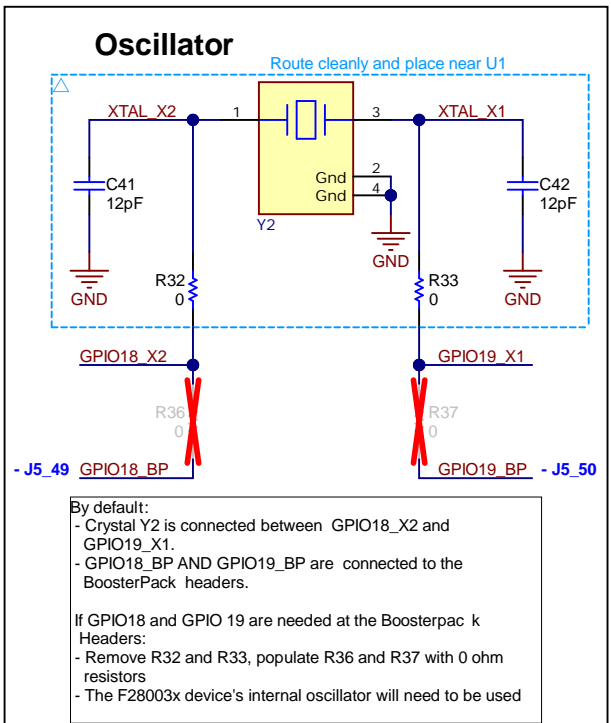 Oscillator
Route cleanly and place near U1
XTAL_X2
1
3
XTAL_X1
C41
12pF
Gnd 2
Gnd 4
C42
12pF
Y2
GND
GND
GND
R32
0
R33
0
GPIO18_X2
GPIO19_X1
R36
0
R37
0
- J5_49 GPIO18_BP
GPIO19_BP - J5_50
By default:
- Crystal Y2 is connected between GPIO18_X2 and
GPIO19_X1.
- GPIO18_BP AND GPIO19_BP are connected to the
BoosterPack headers.
If GPIO18 and GPIO 19 are needed at the Boosterpac k
Headers:
- Remove R32 and R33, populate R36 and R37 with 0 ohm
resistors
- The F28003x device's internal oscillator will need to be used